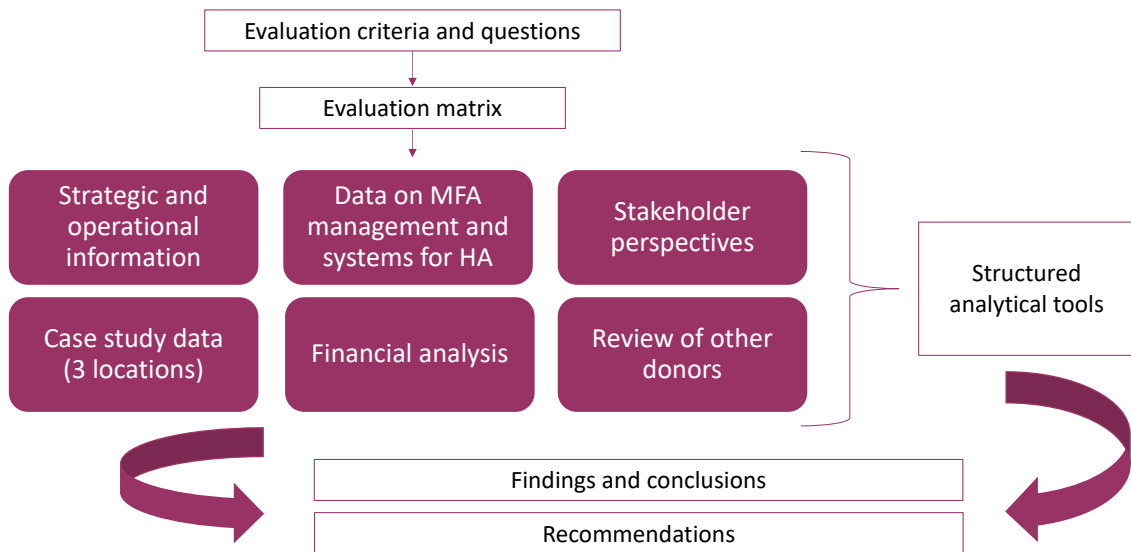 Evaluation criteria and questions
Evaluation matrix
Strategic and
operational
information
Data on MFA
management and
systems for HA
Stakeholder
perspectives
Case study data
(3 locations)
Financial analysis
Review of other
donors
Structured
analytical tools
Findings and conclusions
Recommendations